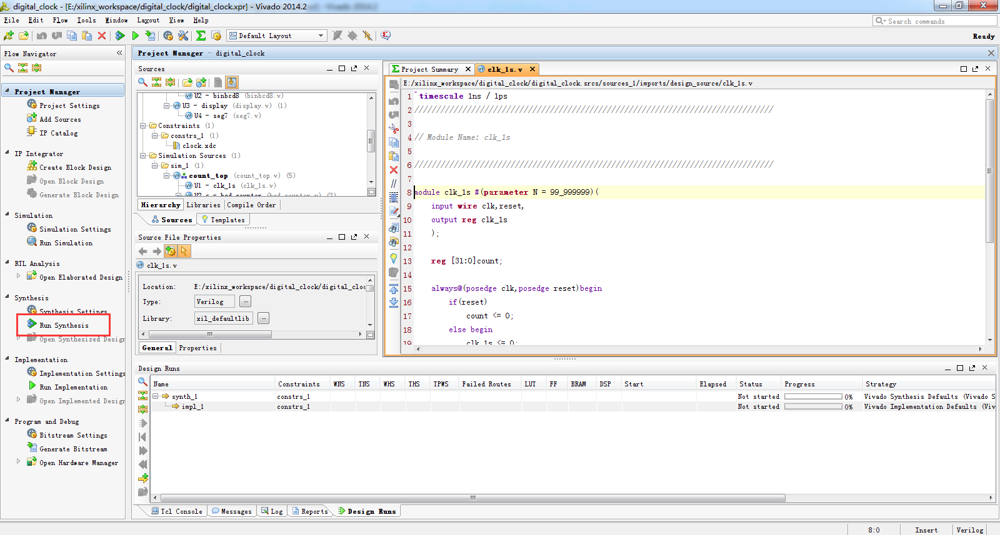 digital_clock - [E:/xilinx_workspace/digital_clock/digital_clock.xpr] - Vivado 2014.2
File Edit Flow Tools Window Layout View Help
Search commands
Default Layout
Ready
Flow Navigator
Project Manager
Project Settings
Add Sources
IP Catalog
IP Integrator
Create Block Design
Open Block Design
Generate Block Design
Simulation
Simulation Settings
Run Simulation
RTL Analysis
Open Elaborated Design
Synthesis
Synthesis Settings
Run Synthesis
Open Synthesized Design
Implementation
Implementation Settings
Run Implementation
Open Implemented Design
Program and Debug
Bitstream Settings
Generate Bitstream
Open Hardware Manager
Project Manager - digital_clock
Sources
U2 - binbcd8 (binbcd8.v)
U3 - display (display.v) (1)
U4 - seg7 (seg7.v)
Constraints (1)
constrs_1 (1)
clock.xdc
Simulation Sources (1)
sim_1 (1)
count_top (count_top.v) (5)
U1 - clk_1s (clk_1s.v)
U2_s - bcd_counter (bcd_counter.v) (2)
Hierarchy Libraries Compile Order
Sources Templates
Source File Properties
clk_1s.v
Location: E:/xilinx_workspace/digital_clock/digital_cloc
Type: Verilog ...
Library: xil_defaultlib ...
General Properties
Project Summary clk_1s.v
E:/xilinx_workspace/digital_clock/digital_clock.srcs/sources_1/imports/design_source/clk_1s.v
1 `timescale 1ns / 1ps
2 //////////////////////////////////////////////////////////////////////////////////
3
4 // Module Name: clk_1s
5
6 //////////////////////////////////////////////////////////////////////////////////
7
8 module clk_1s #(parameter N = 99_999999)(
9 input wire clk,reset,
10 output reg clk_1s
11 );
12
13 reg [31:0]count;
14
15 always@(posedge clk,posedge reset)begin
16 if(reset)
17 count <= 0;
18 else begin
19 clk_1s <= 0;
Design Runs
Name Constraints WNS TNS WHS THS TPWS Failed Routes LUT FF BRAM DSP Start Elapsed Status Progress Strategy
synth_1 constrs_1 Not started 0% Vivado Synthesis Defaults (Vivado S
impl_1 constrs_1 Not started 0% Vivado Implementation Defaults (Viv
Tcl Console Messages Log Reports Design Runs
8:0 Insert Verilog